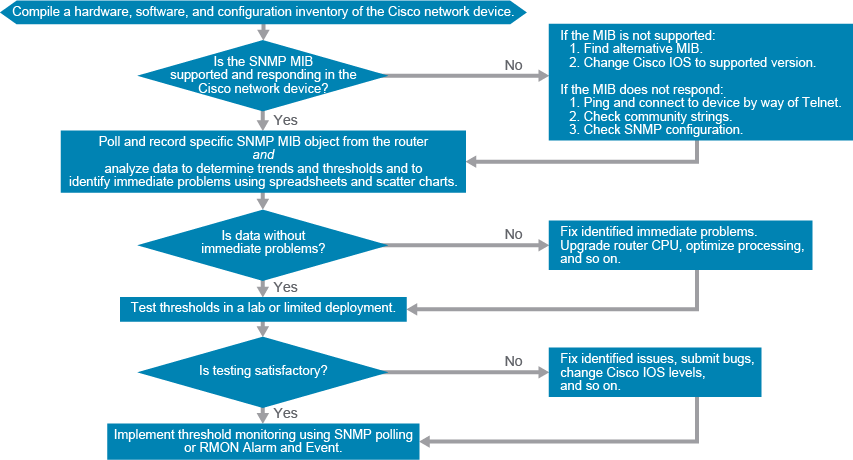 Compile a hardware, software, and configuration inventory of the Cisco network device.
Is the SNMP MIB
supported and responding in the
Cisco network device?
No
If the MIB is not supported:
1. Find alternative MIB.
2. Change Cisco IOS to supported version.
If the MIB does not respond:
1. Ping and connect to device by way of Telnet.
2. Check community strings.
3. Check SNMP configuration.
Yes
Poll and record specific SNMP MIB object from the router
and
analyze data to determine trends and thresholds and to
identify immediate problems using spreadsheets and scatter charts.
Is data without
immediate problems?
No
Fix identified immediate problems.
Upgrade router CPU, optimize processing,
and so on.
Yes
Test thresholds in a lab or limited deployment.
Is testing satisfactory?
No
Fix identified issues, submit bugs,
change Cisco IOS levels,
and so on.
Yes
Implement threshold monitoring using SNMP polling
or RMON Alarm and Event.